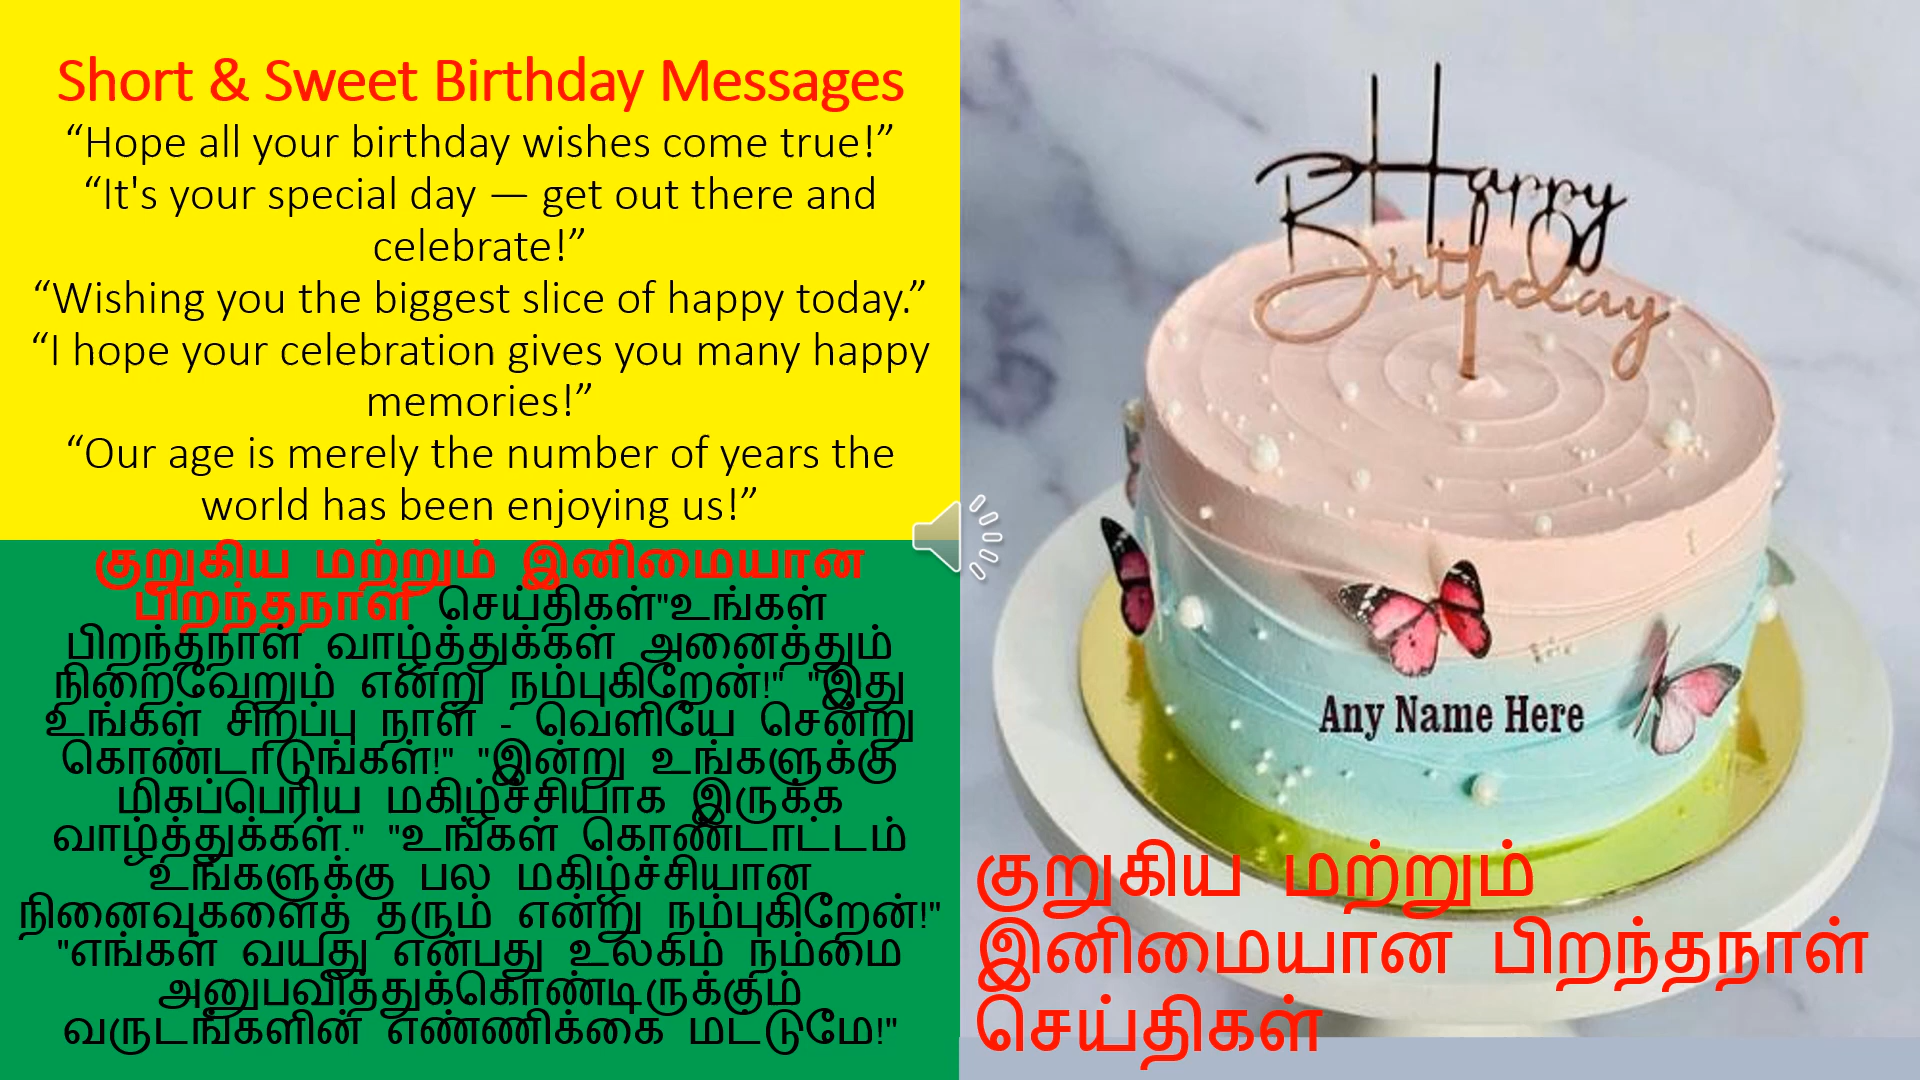 Short & Sweet Birthday Messages
“Hope all your birthday wishes come true!”
“It's your special day — get out there and
celebrate!”
“Wishing you the biggest slice of happy today.”
“I hope your celebration gives you many happy
memories!”
“Our age is merely the number of years the
world has been enjoying us!”
குறுகிய மற்றும் இனிமையான
பிறந்தநாள் செய்திகள்"உங்கள்
பிறந்தநாள் வாழ்த்துக்கள் அனைத்தும்
நிறைவேறும் என்று நம்புகிறேன்!" "இது
உங்கள் சிறப்பு நாள் - வெளியே சென்று
கொண்டாடுங்கள்!" "இன்று உங்களுக்கு
மிகப்பெரிய மகிழ்ச்சியாக இருக்க
வாழ்த்துக்கள்." "உங்கள் கொண்டாட்டம்
உங்களுக்கு பல மகிழ்ச்சியான
நினைவுகளைத் தரும் என்று நம்புகிறேன்!"
"எங்கள் வயது என்பது உலகம் நம்மை
அனுபவித்துக்கொண்டிருக்கும்
வருடங்களின் எண்ணிக்கை மட்டுமே!"
Happy
Birthday
Any Name Here
குறுகிய மற்றும்
இனிமையான பிறந்தநாள்
செய்திகள்